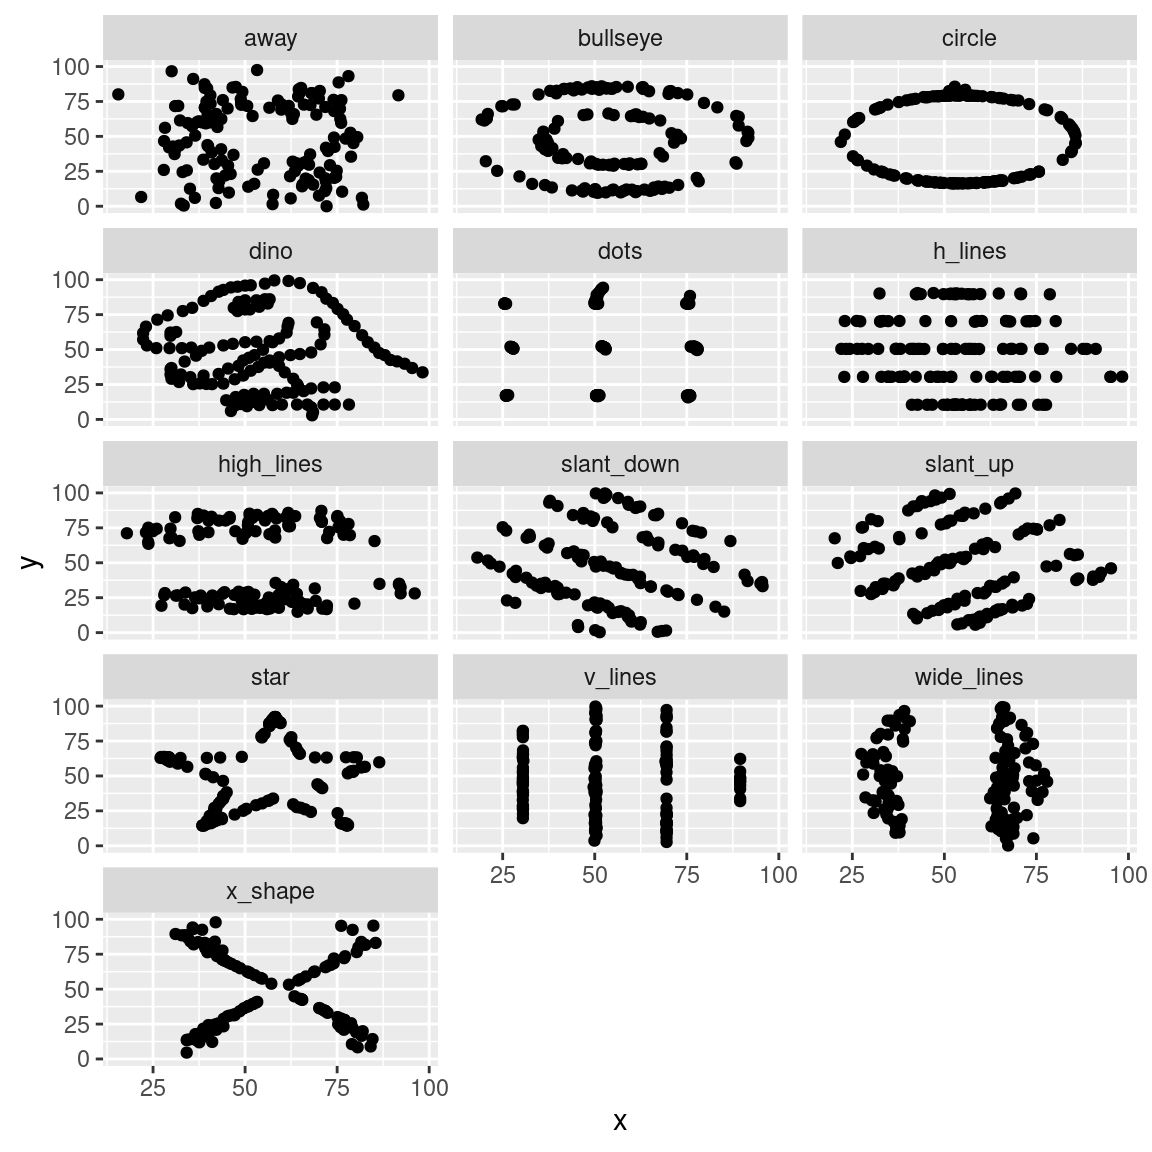 away bullseye circle
100
75
50
25
0
dino dots h_lines
100
75
50
25
0
high_lines slant_down slant_up
100
75
50
25
0
y
star v_lines wide_lines
100
75
50
25
0
25 50 75 100 25 50 75 100
x_shape
100
75
50
25
0
25 50 75 100
x